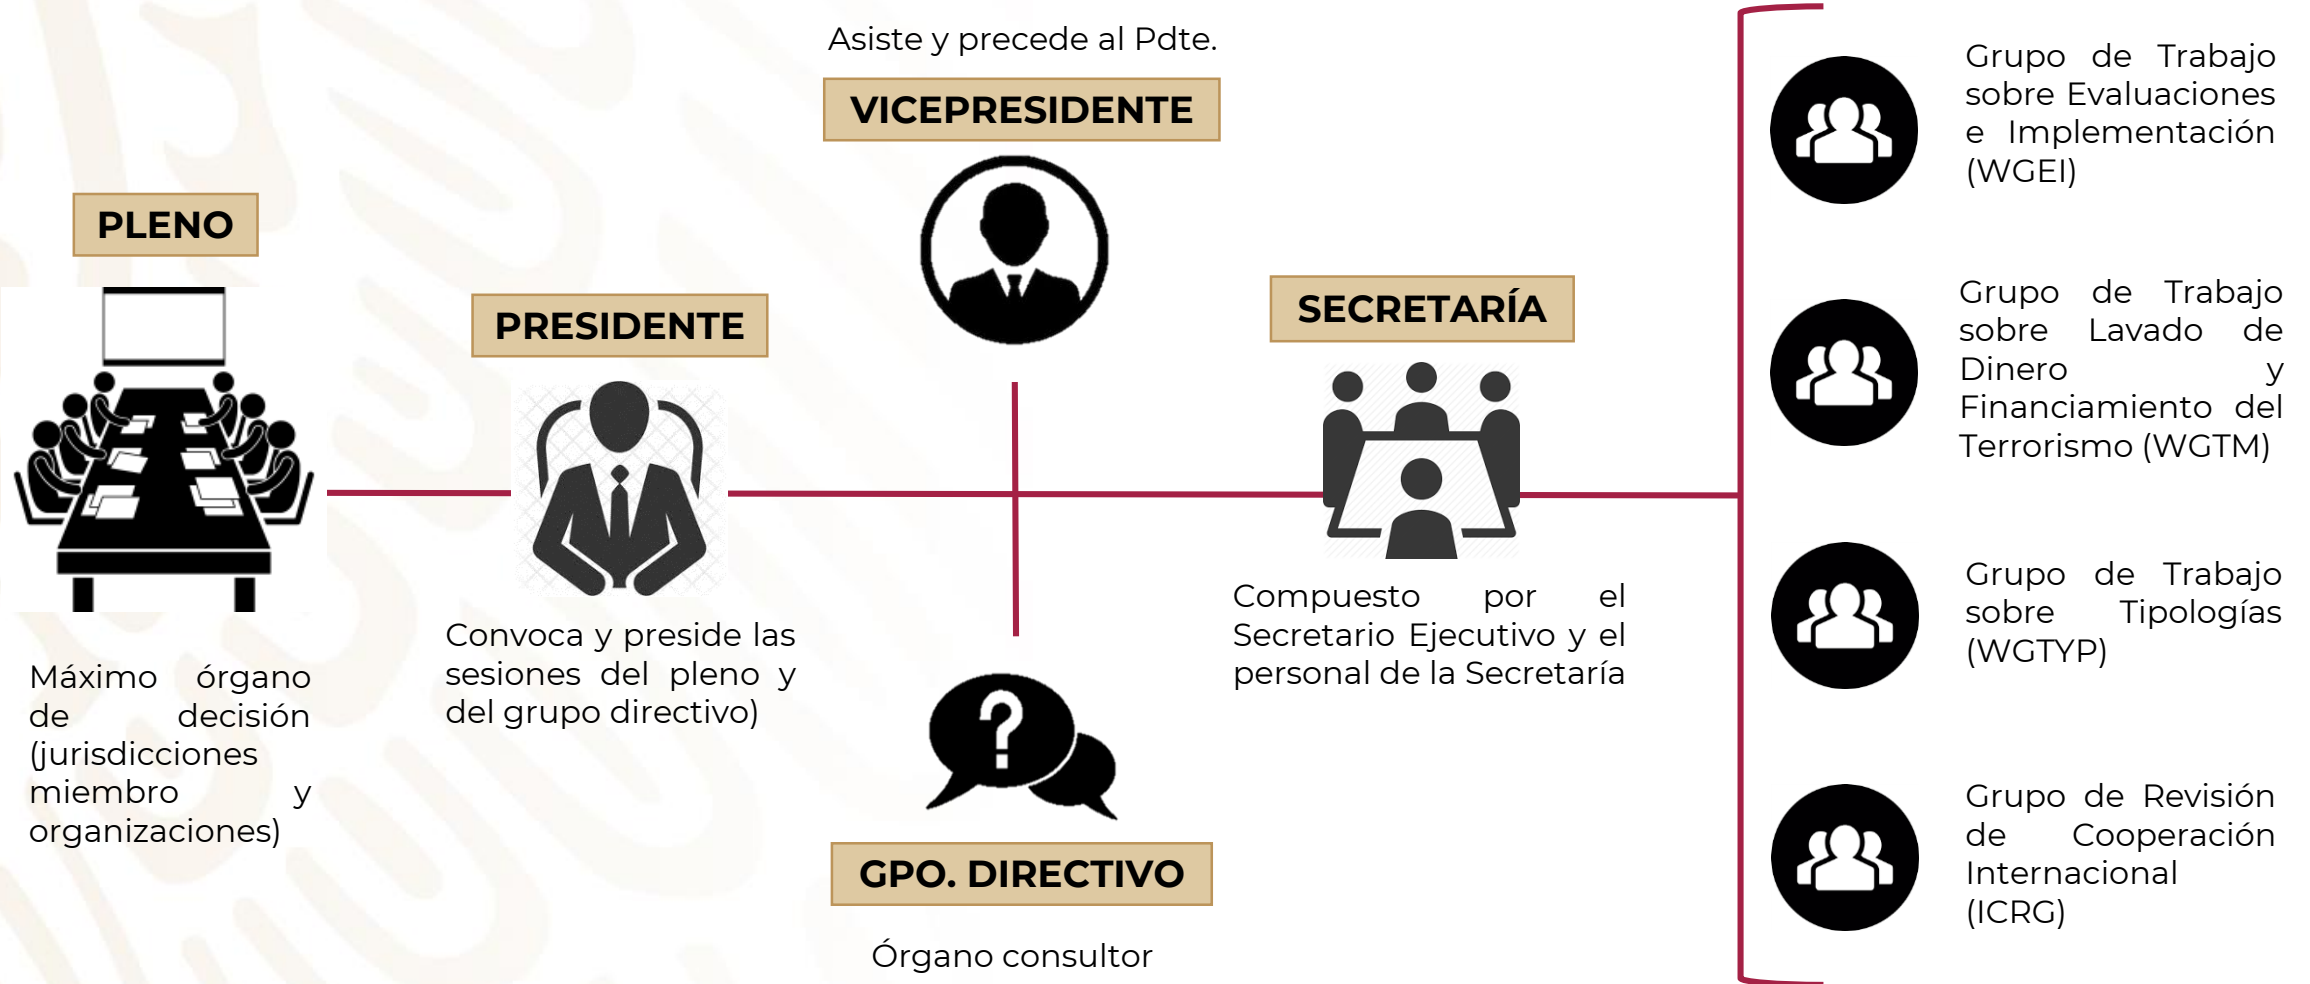 PLENO
Máximo órgano
de decisión
(jurisdicciones
miembro y
organizaciones)
PRESIDENTE
Convoca y preside las
sesiones del pleno y
del grupo directivo)
Asiste y precede al Pdte.
VICEPRESIDENTE
?
GPO. DIRECTIVO
Órgano consultor
SECRETARÍA
Compuesto por el
Secretario Ejecutivo y el
personal de la Secretaría
Grupo de Trabajo
sobre Evaluaciones
e Implementación
(WGEI)
Grupo de Trabajo
sobre Lavado de
Dinero y
Financiamiento del
Terrorismo (WGTM)
Grupo de Trabajo
sobre Tipologías
(WGTYP)
Grupo de Revisión
de Cooperación
Internacional
(ICRG)